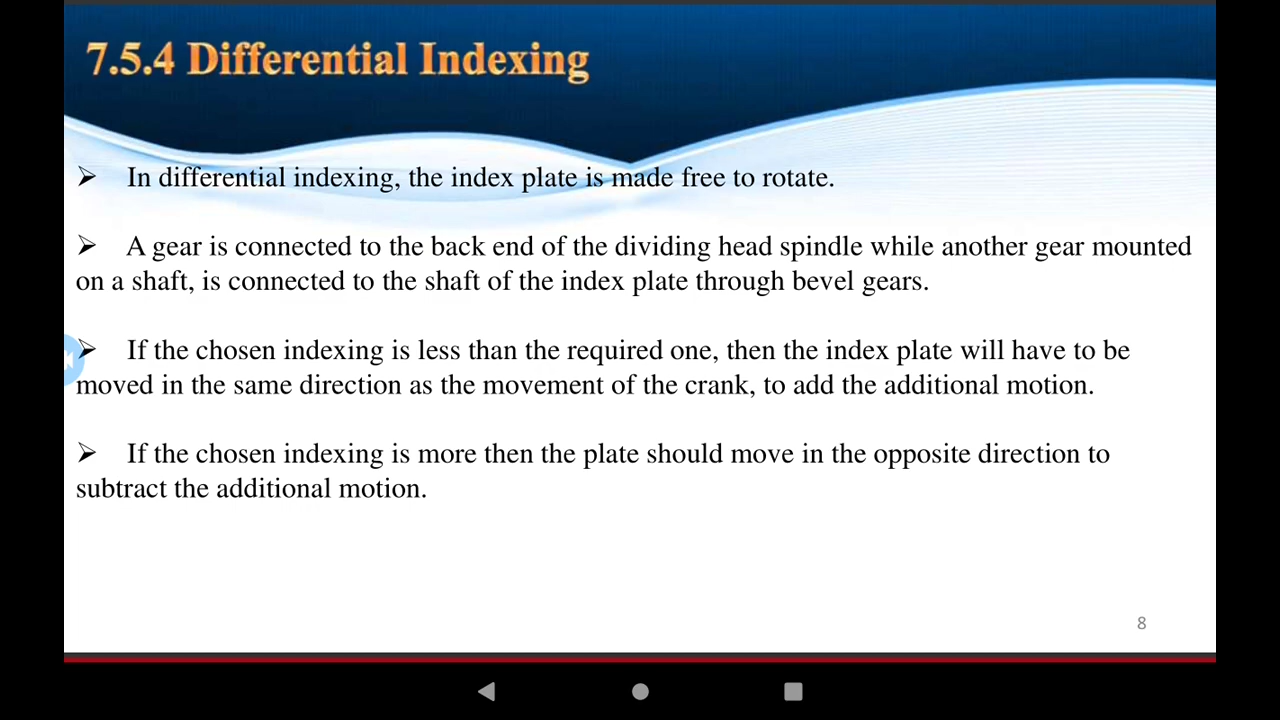 7.5.4 Differential Indexing
➢ In differential indexing, the index plate is made free to rotate.
➢ A gear is connected to the back end of the dividing head spindle while another gear mounted
on a shaft, is connected to the shaft of the index plate through bevel gears.
➢ If the chosen indexing is less than the required one, then the index plate will have to be
moved in the same direction as the movement of the crank, to add the additional motion.
➢ If the chosen indexing is more then the plate should move in the opposite direction to
subtract the additional motion.
8